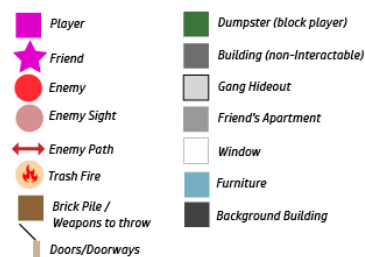 Player
Friend
Enemy
Enemy Sight
Enemy Path
Trash Fire
Brick Pile /
Weapons to throw
Doors/Doorways
Dumpster (block player)
Building (non-Interactable)
Gang Hideout
Friend's Apartment
Window
Furniture
Background Building